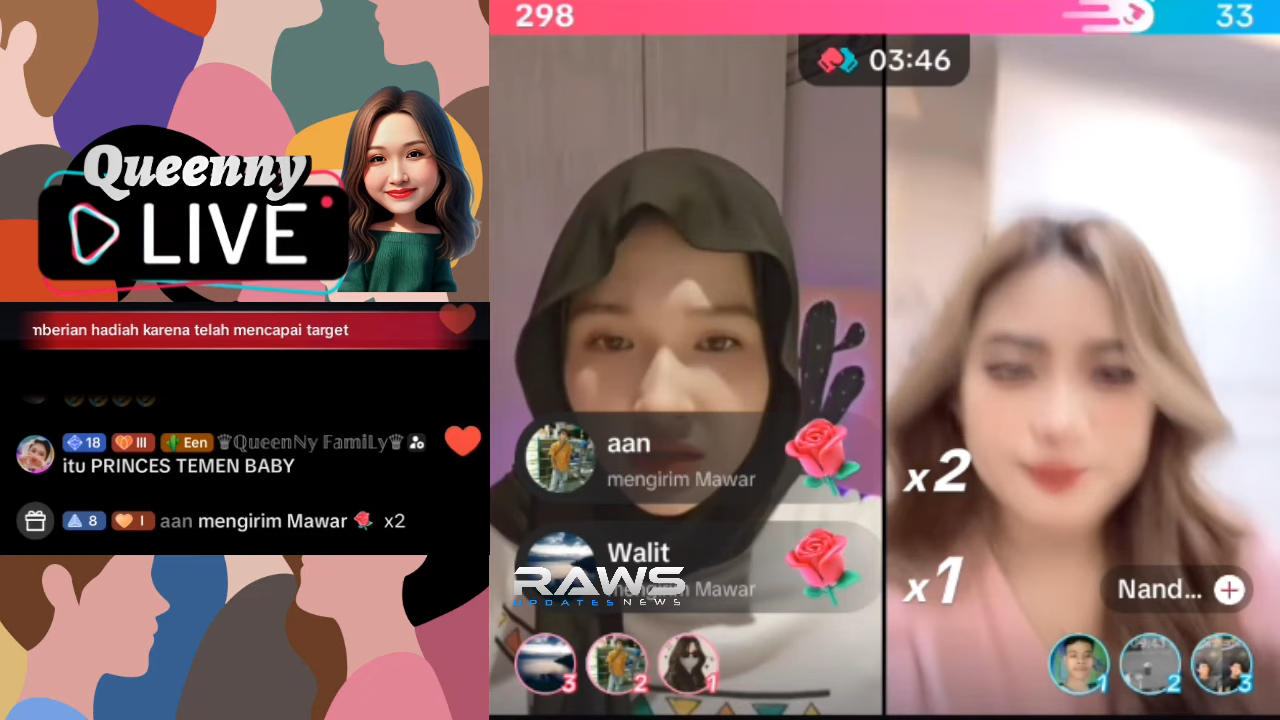 298
33
03:46
Queenny
LIVE
mberian hadiah karena telah mencapai target
18 III Een ♛QueenNy FamiLy♛
itu PRINCES TEMEN BABY
8 I aan mengirim Mawar x2
aan
mengirim Mawar
x2
Walit
mengirim Mawar
x1
RAWS
UPDATES NEWS
Nand...
3
2
1
1
2
3